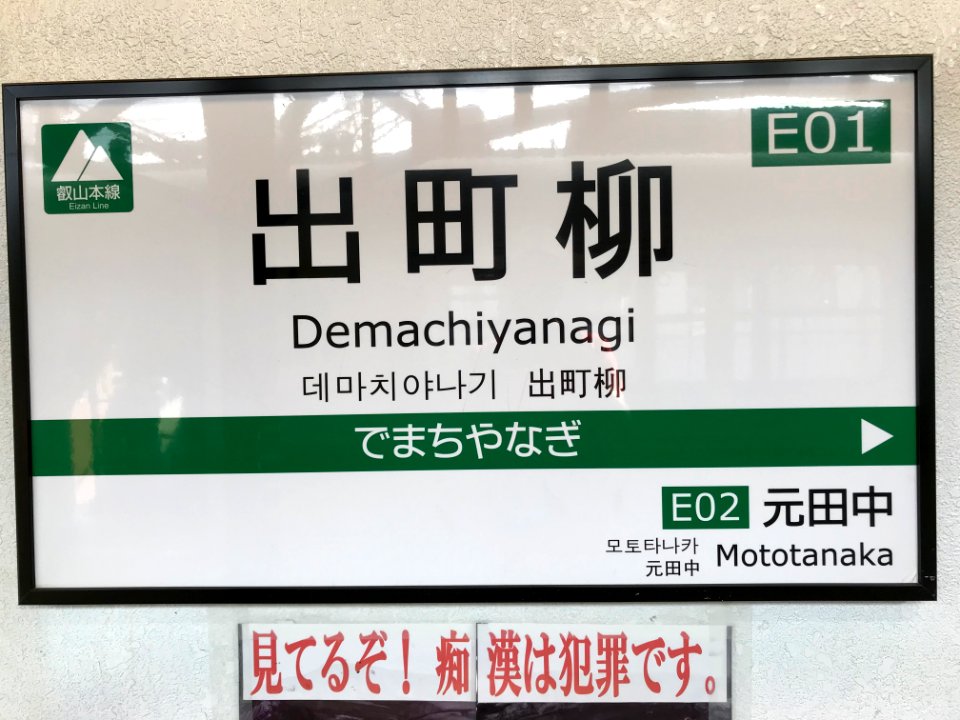 E01
叡山本線
Eizan Line
出町柳
Demachiyanagi
데마치야나기 出町柳
でまちやなぎ
E02 元田中
모토타나카 Mototanaka
元田中
見てるぞ！痴漢は犯罪です。